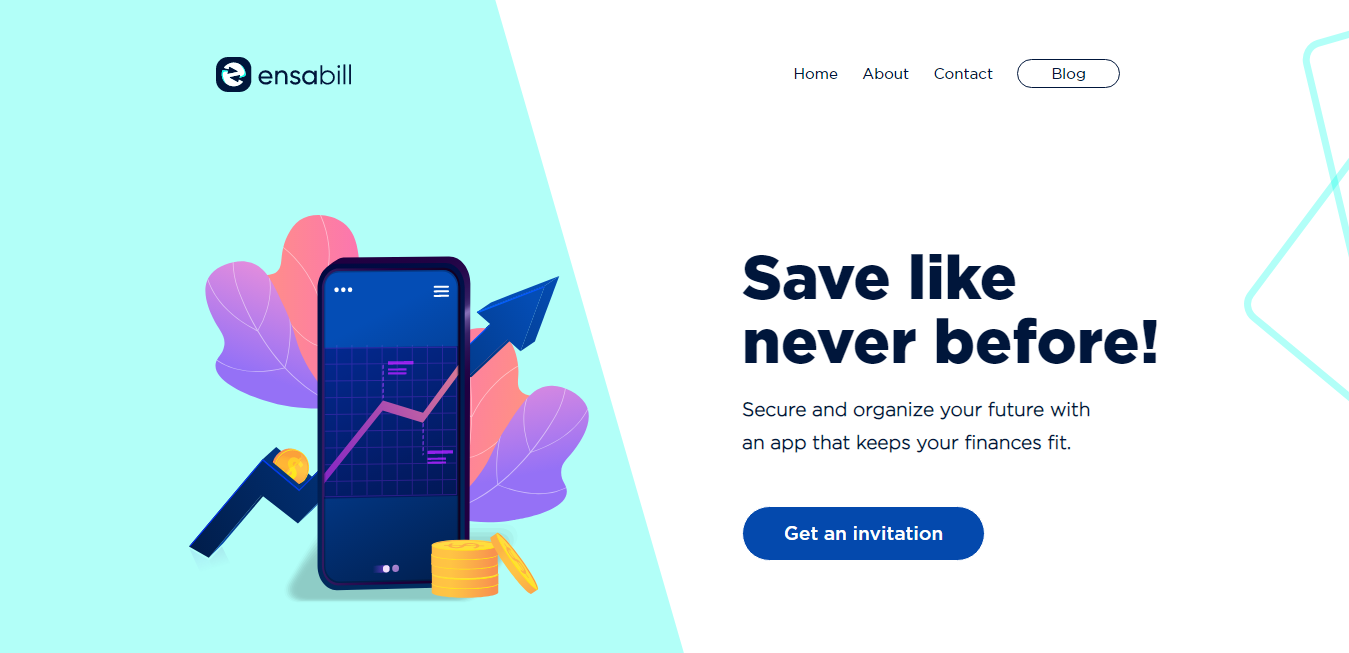 ensabill
Home About Contact Blog
Save like
never before!
Secure and organize your future with
an app that keeps your finances fit.
Get an invitation